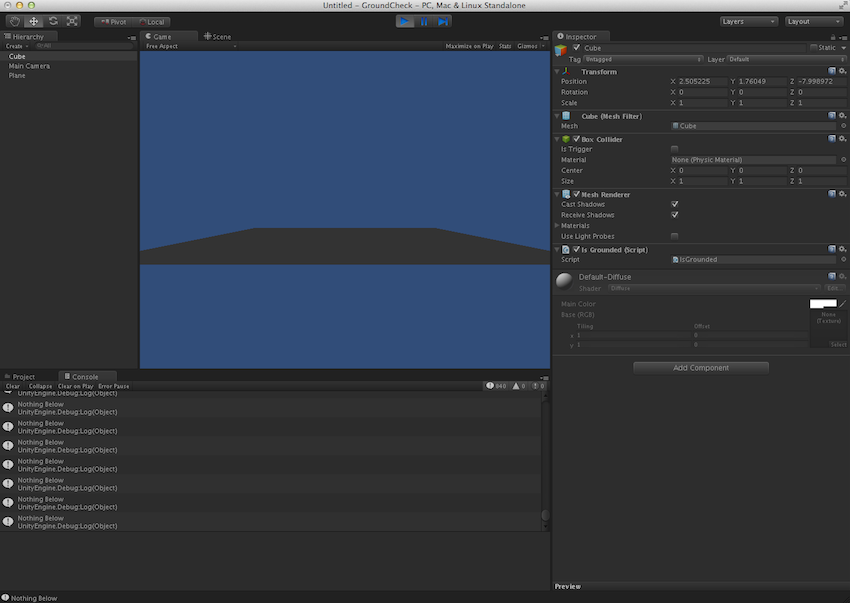 Untitled - GroundCheck - PC, Mac & Linux Standalone
Pivot Local
Layers Layout
Hierarchy
Create All
Cube
Main Camera
Plane
Game Scene
Free Aspect Maximize on Play Stats Gizmos
Inspector
Cube Static
Tag Untagged Layer Default
Transform
Position X 2.505225 Y 1.76049 Z -7.998972
Rotation X 0 Y 0 Z 0
Scale X 1 Y 1 Z 1
Cube (Mesh Filter)
Mesh Cube
Box Collider
Is Trigger
Material None (Physic Material)
Center X 0 Y 0 Z 0
Size X 1 Y 1 Z 1
Mesh Renderer
Cast Shadows
Receive Shadows
Materials
Use Light Probes
Is Grounded (Script)
Script IsGrounded
Default-Diffuse
Shader Diffuse Edit...
Main Color
Base (RGB) None
(Texture)
Tiling Offset
x 1 0
y 1 0 Select
Add Component
Preview
Project Console
Clear Collapse Clear on Play Error Pause 840 0 0
UnityEngine.Debug:Log(Object)
Nothing Below
UnityEngine.Debug:Log(Object)
Nothing Below
UnityEngine.Debug:Log(Object)
Nothing Below
UnityEngine.Debug:Log(Object)
Nothing Below
UnityEngine.Debug:Log(Object)
Nothing Below
UnityEngine.Debug:Log(Object)
Nothing Below
UnityEngine.Debug:Log(Object)
Nothing Below
UnityEngine.Debug:Log(Object)
Nothing Below